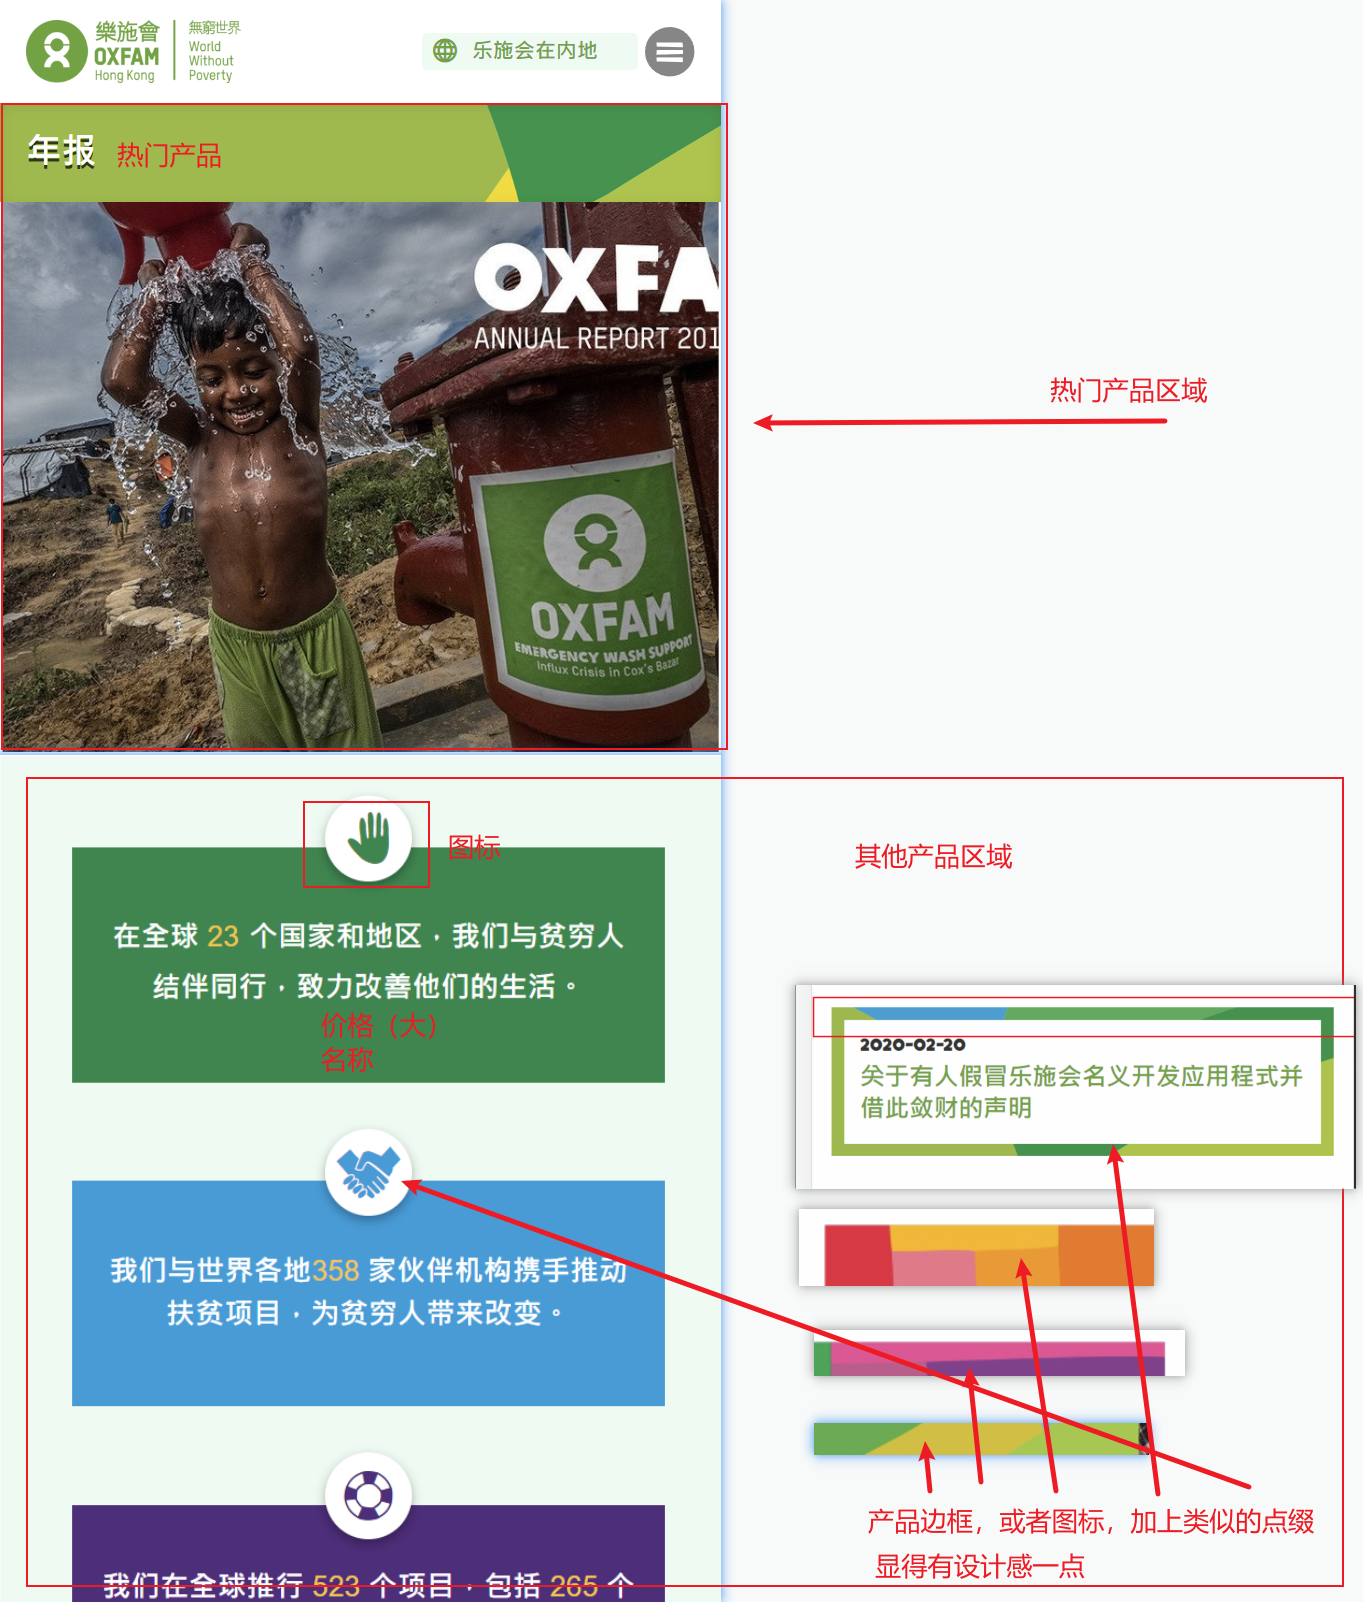 樂施會
OXFAM
Hong Kong
無窮世界
World
Without
Poverty
乐施会在内地
年报 热门产品
OXFA
ANNUAL REPORT 201
热门产品区域
OXFAM
EMERGENCY WASH SUPPORT
Influx Crisis in Cox's Bazar
图标
其他产品区域
在全球 23 个国家和地区，我们与贫穷人
结伴同行，致力改善他们的生活。
价格（大）
名称
2020-02-20
关于有人假冒乐施会名义开发应用程式并
借此敛财的声明
我们与世界各地358 家伙伴机构携手推动
扶贫项目，为贫穷人带来改变。
产品边框，或者图标，加上类似的点缀
显得有设计感一点
我们在全球推行 523 个项目，包括 265 个